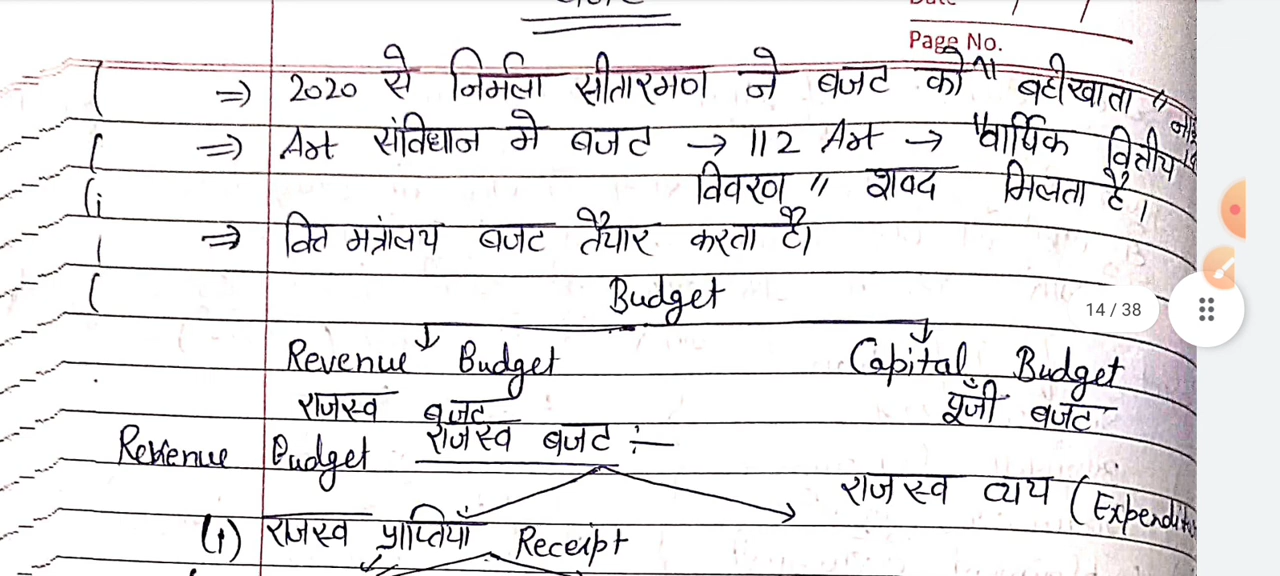 Page No.
⇒ 2020 से निर्मला सीतारमण ने बजट को "बहीखाता"
⇒ Art संविधान मे बजट → 112 Art → "वार्षिक वित्तीय
विवरण" शब्द मिलता है।
⇒ वित मंत्रालय बजट तैयार करता है।
Budget
14 / 38
Revenue Budget Capital Budget
राजस्व बजट पूँजी बजट
Revenue Budget राजस्व बजट :-
राजस्व व्यय (Expenditu
(1) राजस्व प्राप्तियाँ Receipt